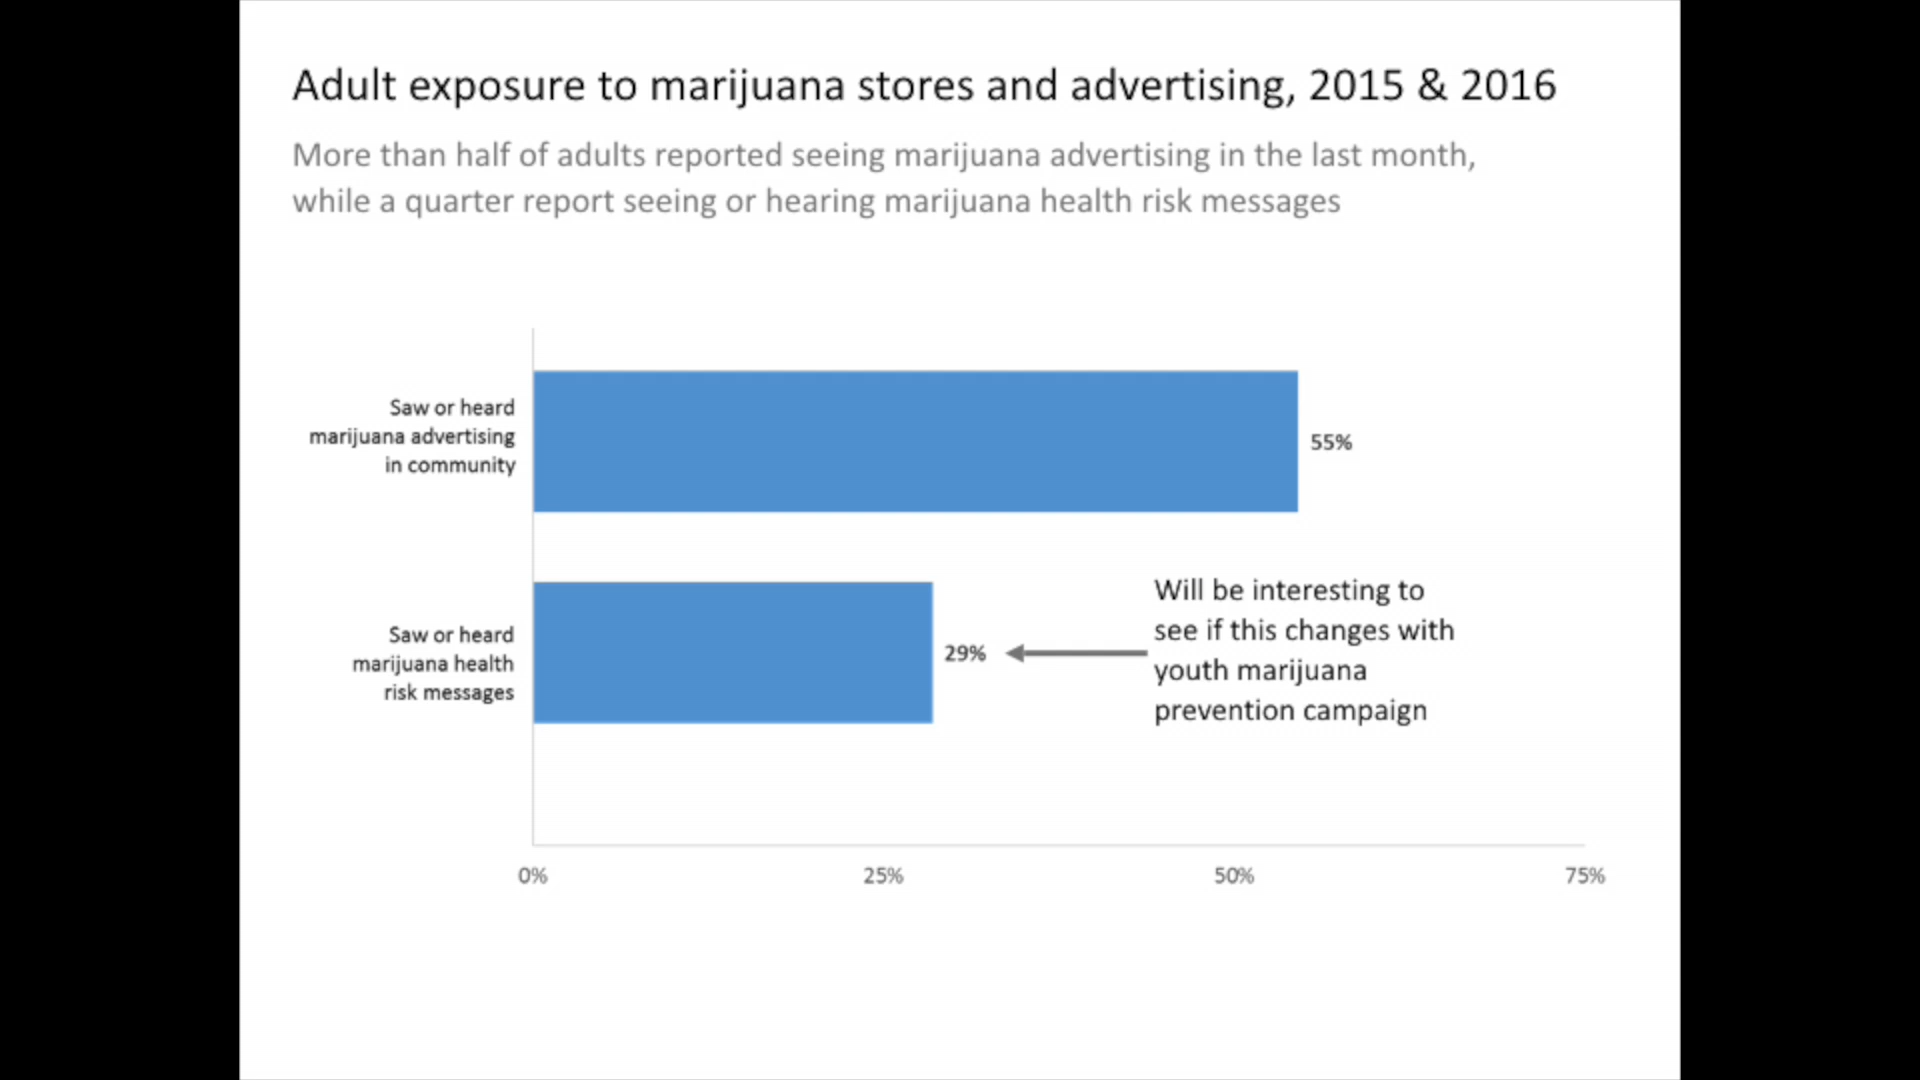 Adult exposure to marijuana stores and advertising, 2015 & 2016
More than half of adults reported seeing marijuana advertising in the last month,
while a quarter report seeing or hearing marijuana health risk messages
Saw or heard
marijuana advertising
in community
55%
Saw or heard
marijuana health
risk messages
29%
Will be interesting to
see if this changes with
youth marijuana
prevention campaign
0% 25% 50% 75%